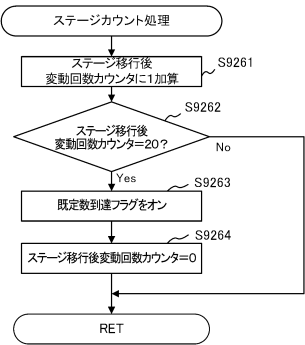 ステージカウント処理
ステージ移行後
変動回数カウンタに1加算
S9261
ステージ移行後
変動回数カウンター=20?
S9262
No
Yes
既定数到達フラグをオン
S9263
ステージ移行後変動回数カウンタ=0
S9264
RET